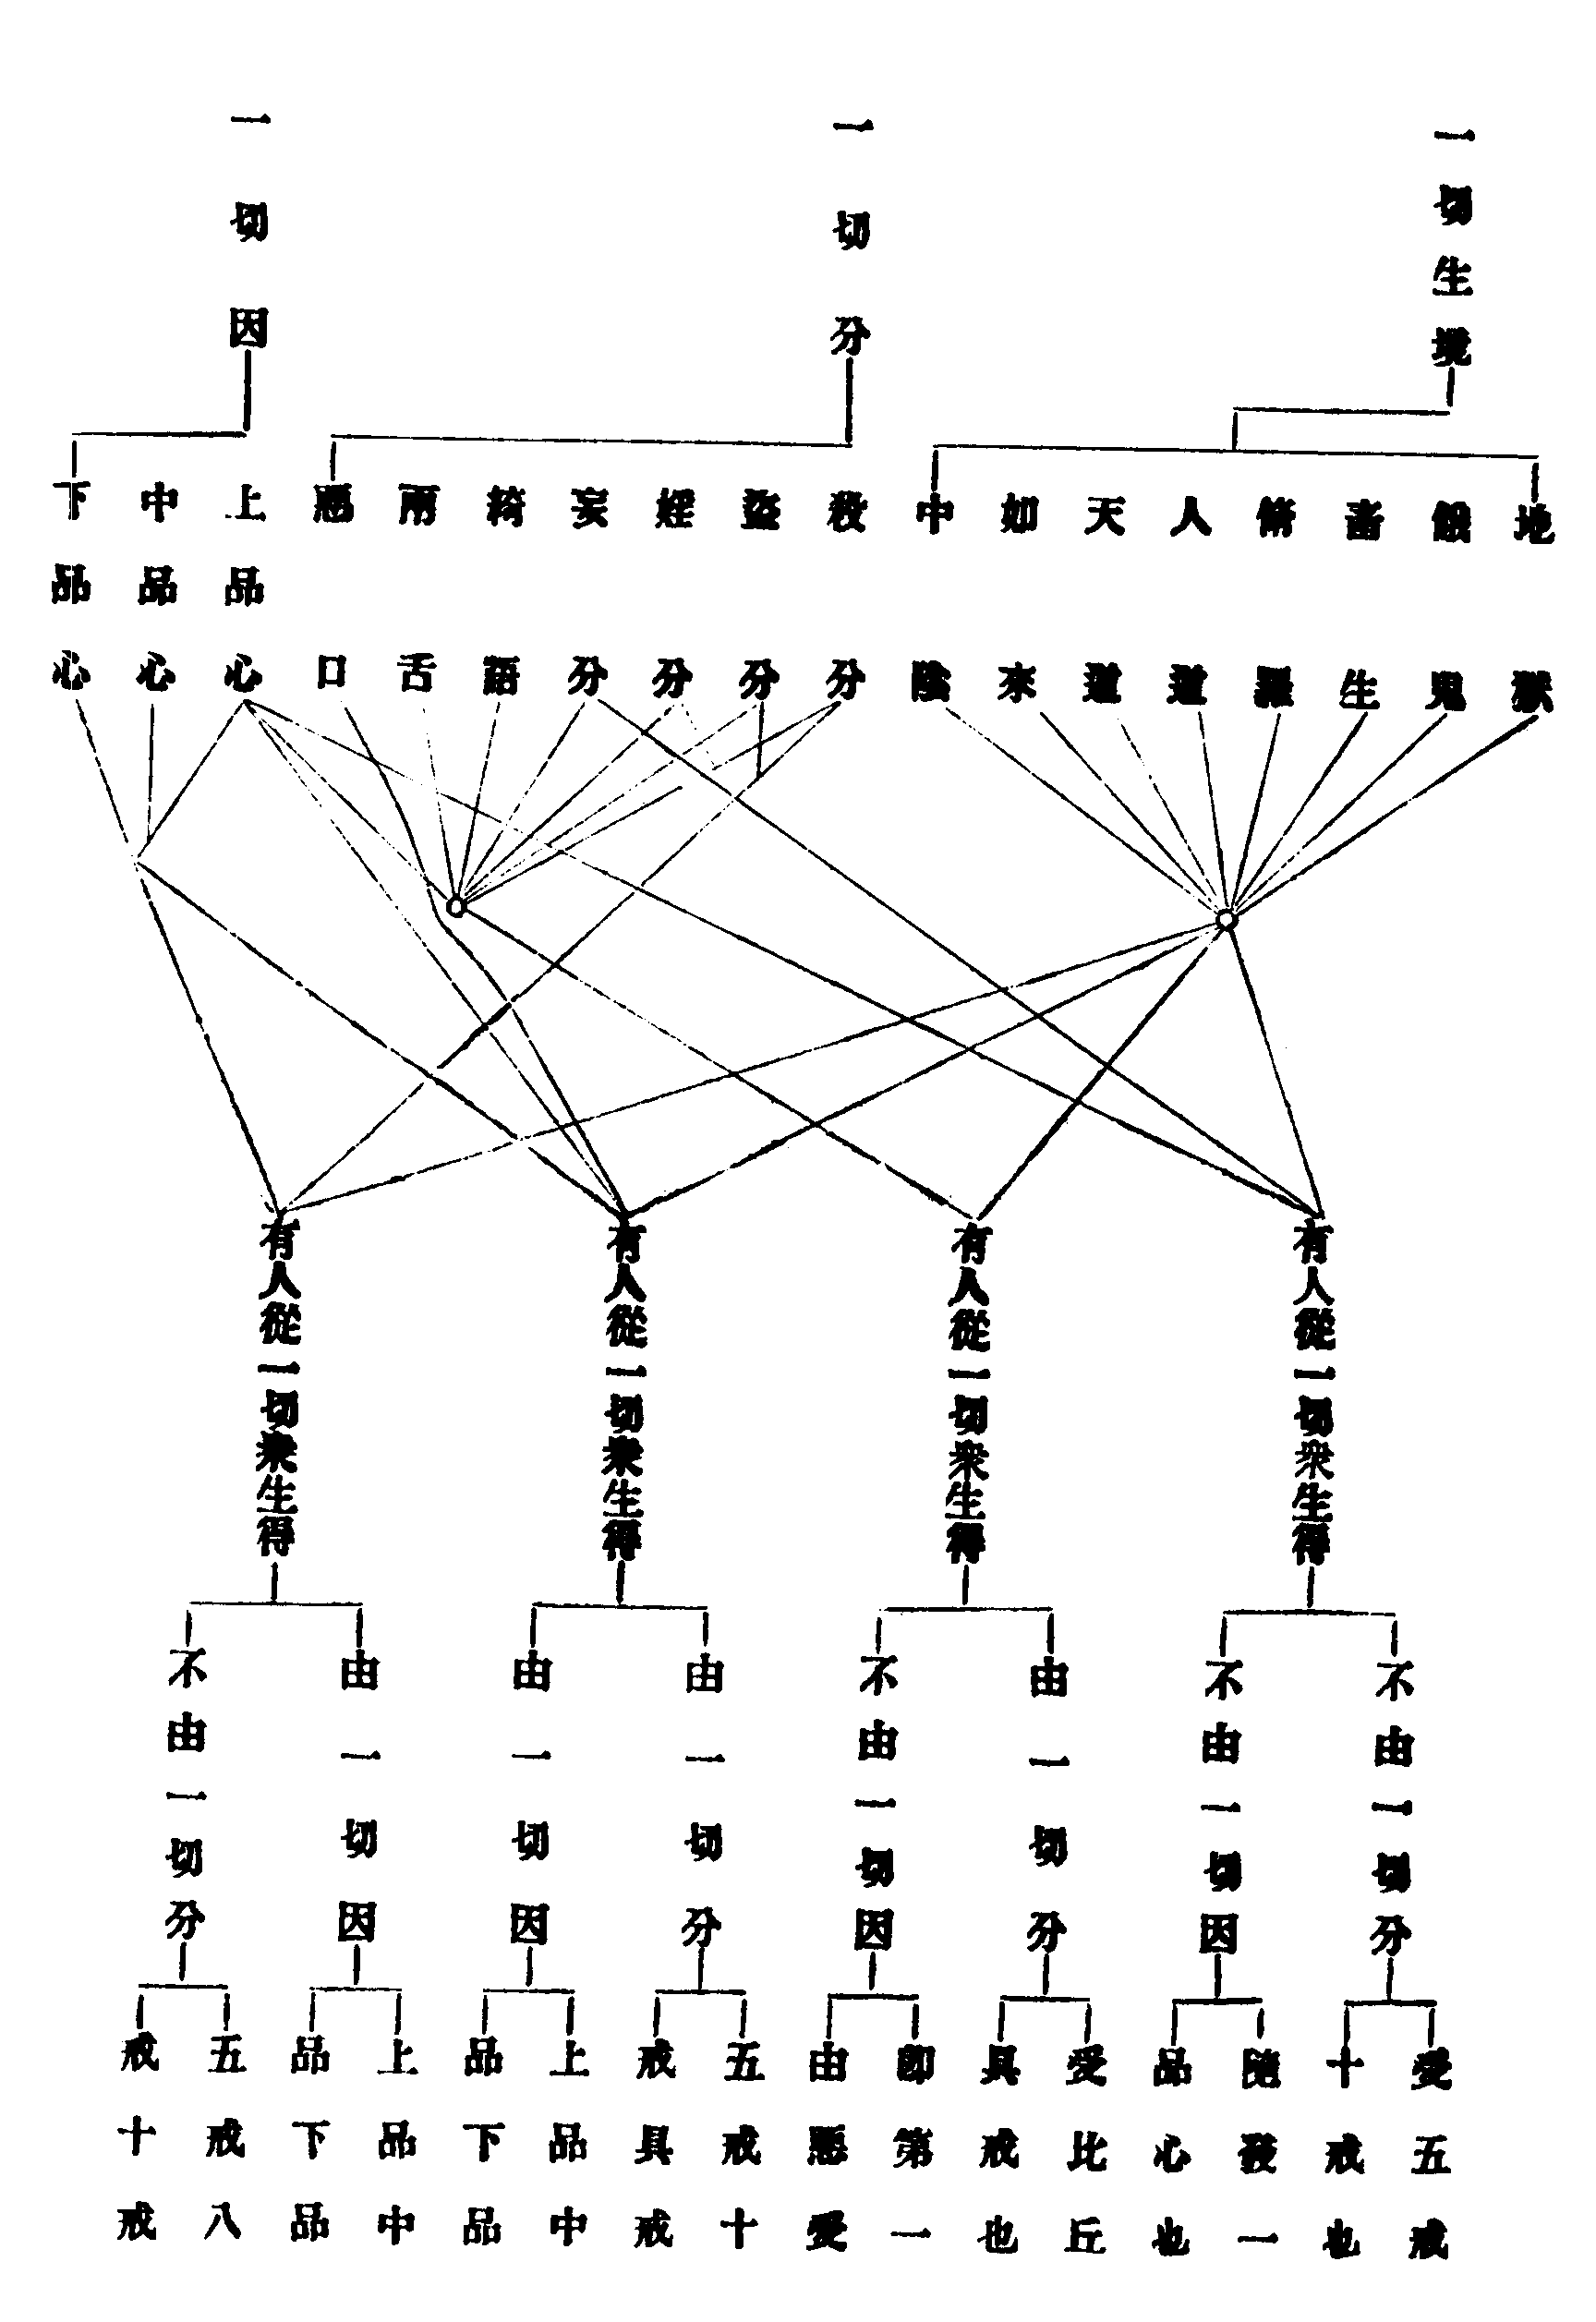 一切生境
地獄
餓鬼
畜生
脩羅
人道
天道
如來
中陰
一切分
殺分
盜分
婬分
妄分
綺語
兩舌
惡口
一切因
上品心
中品心
下品心
有人從一切衆生得
不由一切分
受五戒
十戒也
不由一切因
隨發一
品心也
有人從一切衆生得
由一切分
受比丘
具戒也
不由一切因
卽第一
由惡受
有人從一切衆生得
由一切分
五戒十
戒具戒
由一切因
上品中
品下品
有人從一切衆生得
由一切因
上品中
品下品
不由一切分
五戒八
戒十戒